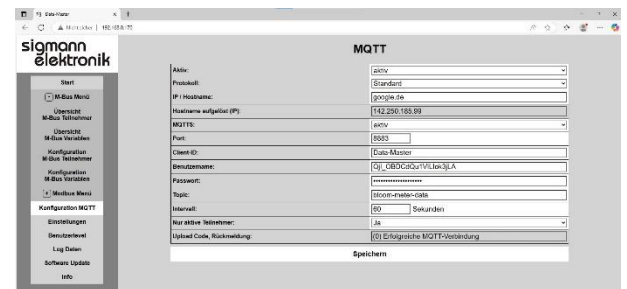 Data-Master
Nicht sicher
sigmann
elektronik
MQTT
Start
M-Bus Menü
Übersicht
M-Bus Teilnehmer
Übersicht
M-Bus Variablen
Konfiguration
M-Bus Teilnehmer
Konfiguration
M-Bus Variablen
Modbus Menü
Konfiguration MQTT
Einstellungen
Benutzerlevel
Log Daten
Software Update
Info
Aktiv: aktiv
Protokoll: Standard
IP / Hostname: google.de
Hostname aufgelöst (IP): 142.250.185.99
MQTTS: aktiv
Port: 8883
Client-ID: Data-Master
Benutzername:
Passwort: ********************
Topic: bloom-meter-data
Intervall: 60 Sekunden
Nur aktive Teilnehmer: Ja
Upload Code, Rückmeldung: (0) Erfolgreiche MQTT-Verbindung
Speichern